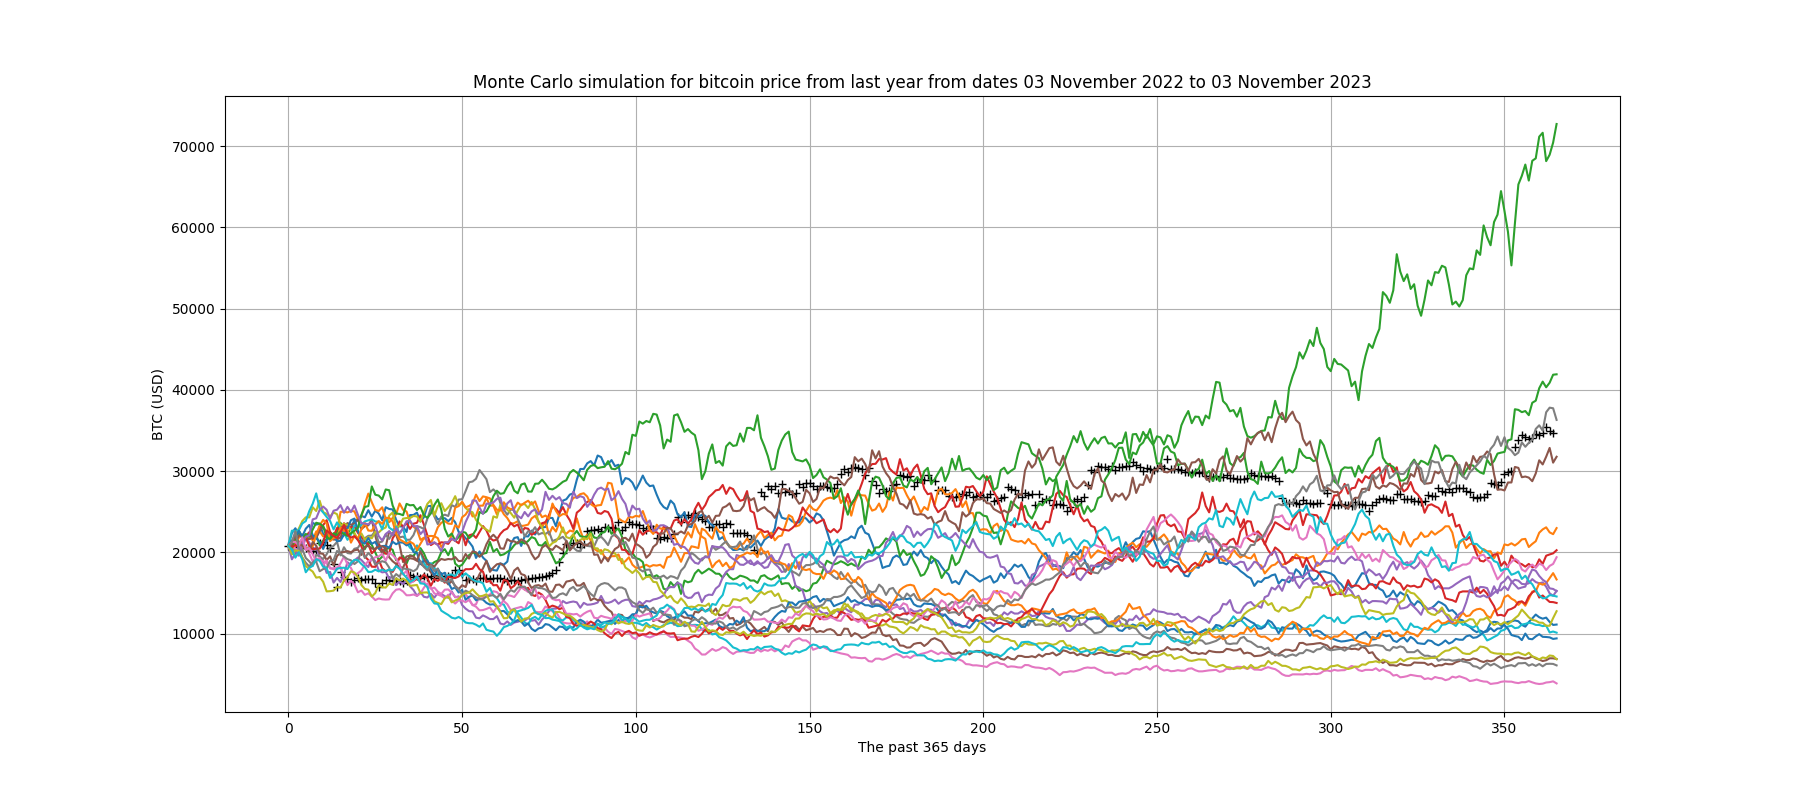 Monte Carlo simulation for bitcoin price from last year from dates 03 November 2022 to 03 November 2023
70000
60000
50000
40000
30000
20000
10000
BTC (USD)
0 50 100 150 200 250 300 350
The past 365 days